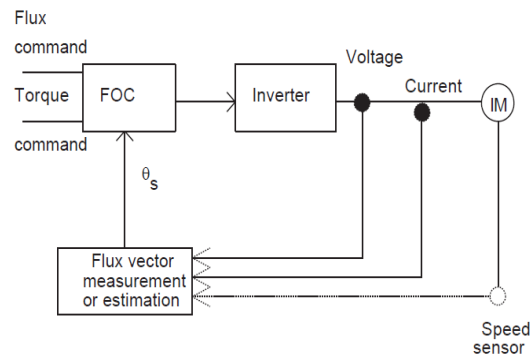 Flux
command
Torque
command
FOC
Inverter
Voltage
Current
IM
θs
Flux vector
measurement
or estimation
Speed
sensor